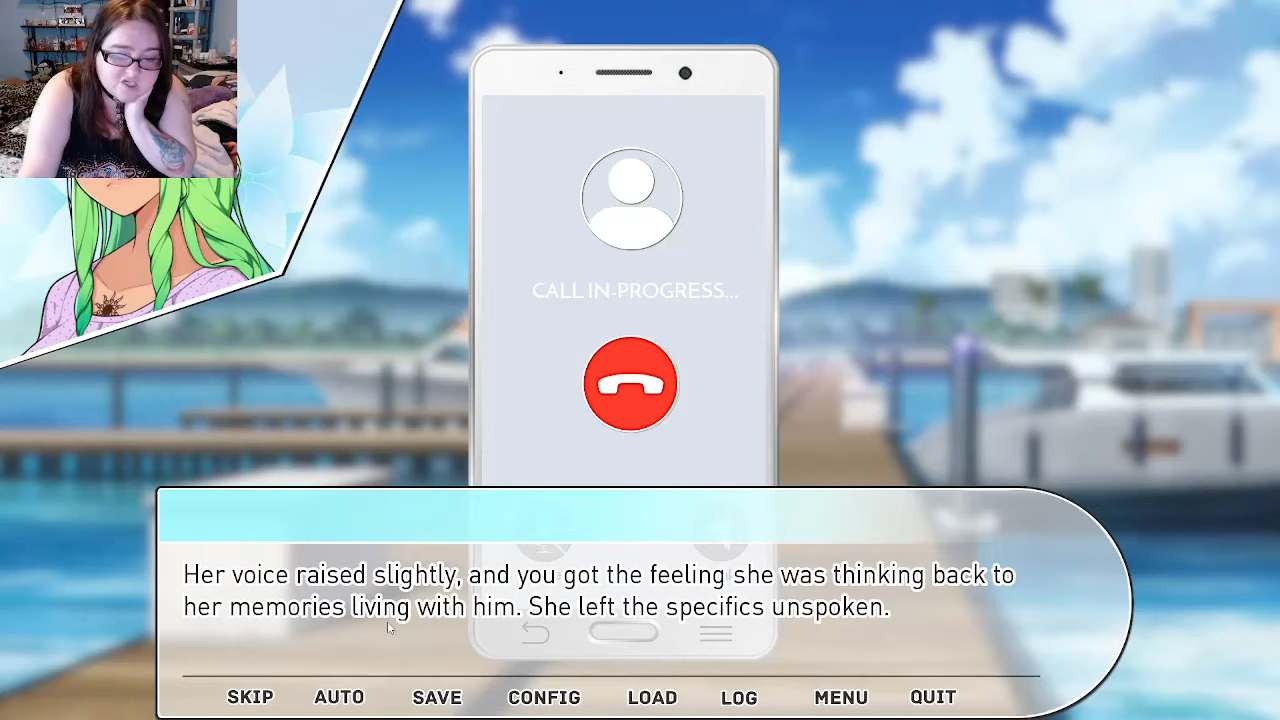 CALL IN-PROGRESS...
Her voice raised slightly, and you got the feeling she was thinking back to
her memories living with him. She left the specifics unspoken.
SKIP AUTO SAVE CONFIG LOAD LOG MENU QUIT